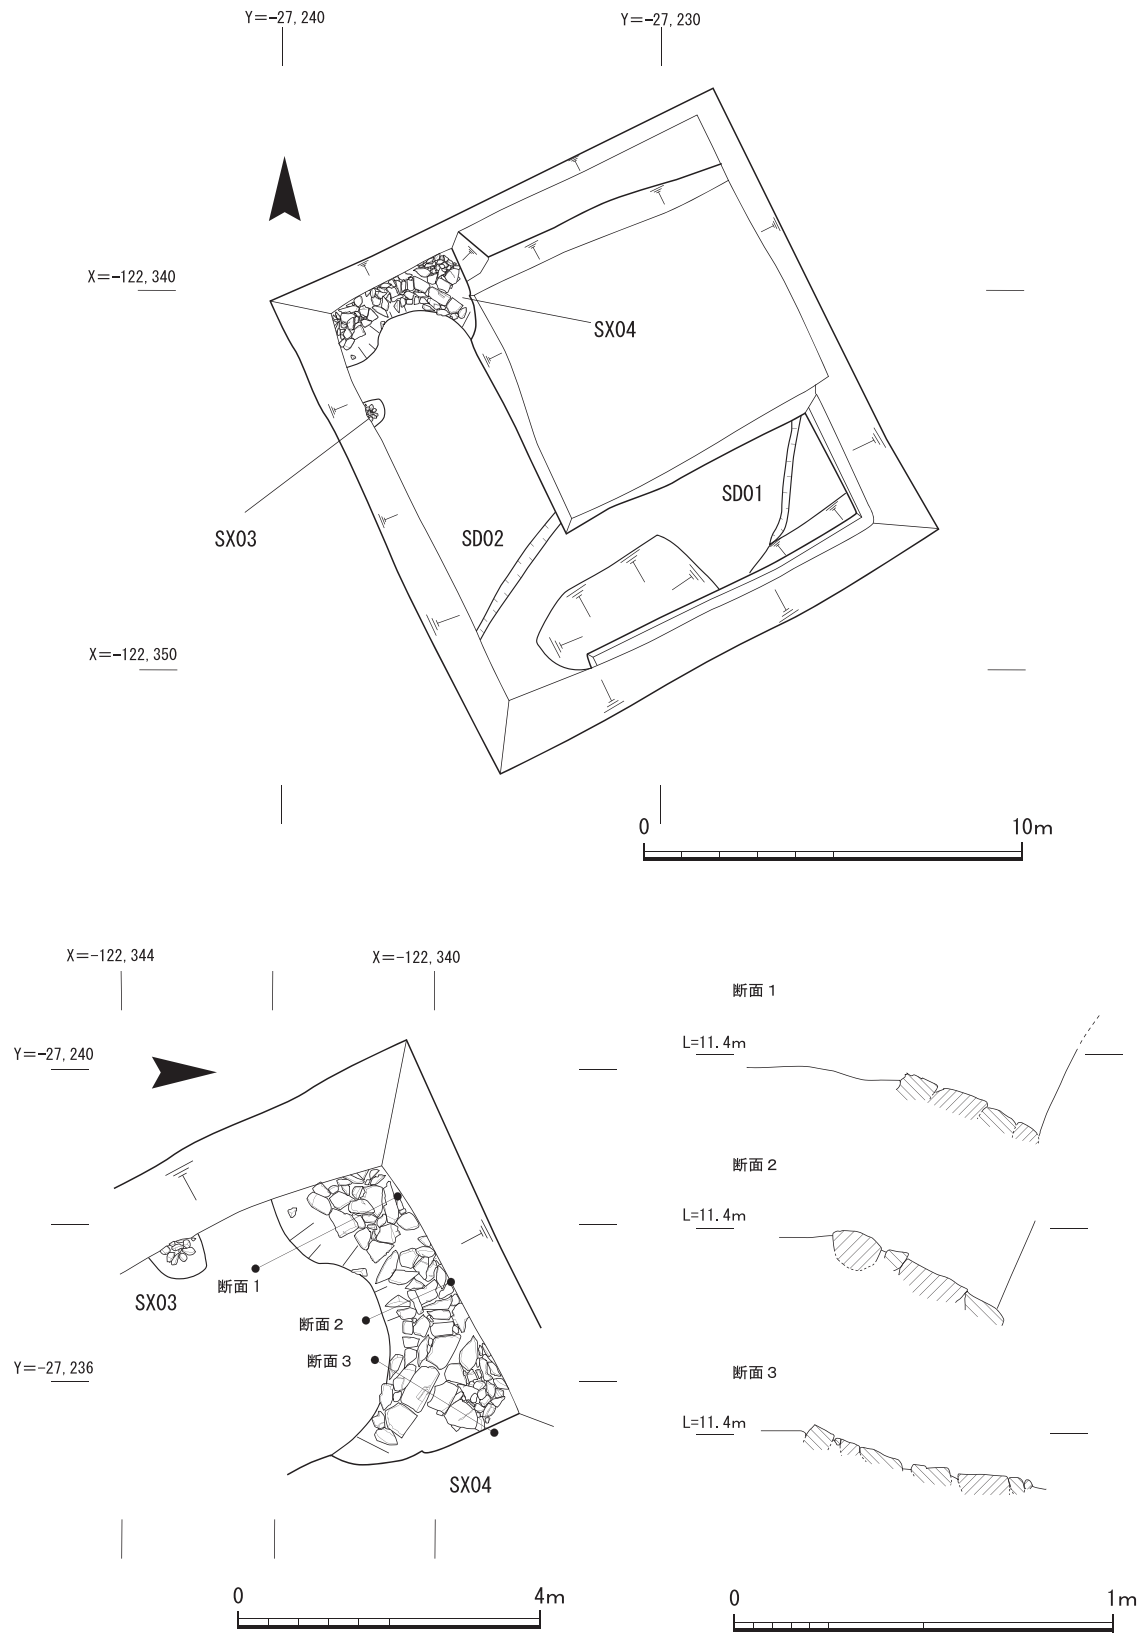 Y=-27,240
Y=-27,230
X=-122,340
SX04
SX03
SD01
SD02
X=-122,350
0 10m
X=-122,344
X=-122,340
Y=-27,240
SX03
断面1
断面2
断面3
Y=-27,236
SX04
0 4m
断面1
L=11.4m
断面2
L=11.4m
断面3
L=11.4m
0 1m